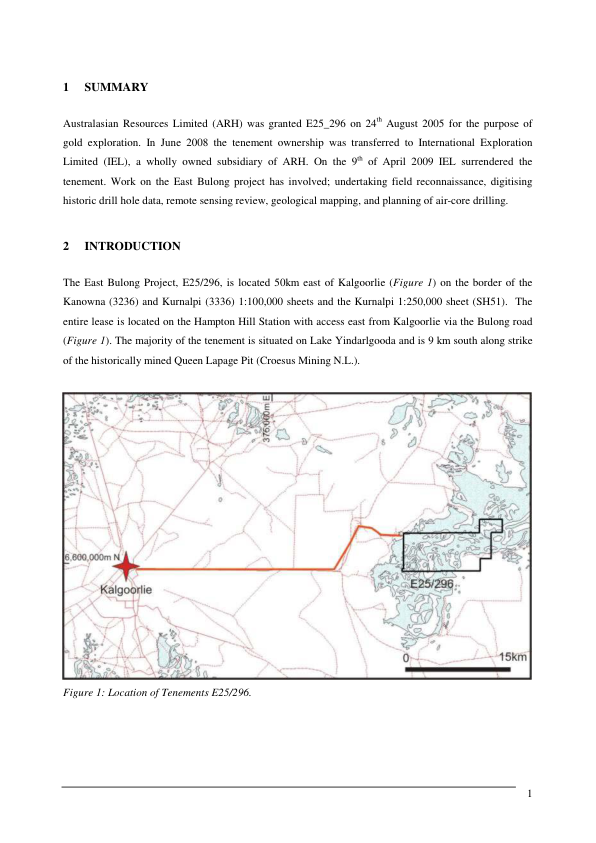 1 SUMMARY
Australasian Resources Limited (ARH) was granted E25_296 on 24th August 2005 for the purpose of
gold exploration. In June 2008 the tenement ownership was transferred to International Exploration
Limited (IEL), a wholly owned subsidiary of ARH. On the 9th of April 2009 IEL surrendered the
tenement. Work on the East Bulong project has involved; undertaking field reconnaissance, digitising
historic drill hole data, remote sensing review, geological mapping, and planning of air-core drilling.
2 INTRODUCTION
The East Bulong Project, E25/296, is located 50km east of Kalgoorlie (Figure 1) on the border of the
Kanowna (3236) and Kurnalpi (3336) 1:100,000 sheets and the Kurnalpi 1:250,000 sheet (SH51). The
entire lease is located on the Hampton Hill Station with access east from Kalgoorlie via the Bulong road
(Figure 1). The majority of the tenement is situated on Lake Yindarlgooda and is 9 km south along strike
of the historically mined Queen Lapage Pit (Croesus Mining N.L.).
376,000m E
6,600,000m N
Kalgoorlie
E25/296
0 15km
Figure 1: Location of Tenements E25/296.
1